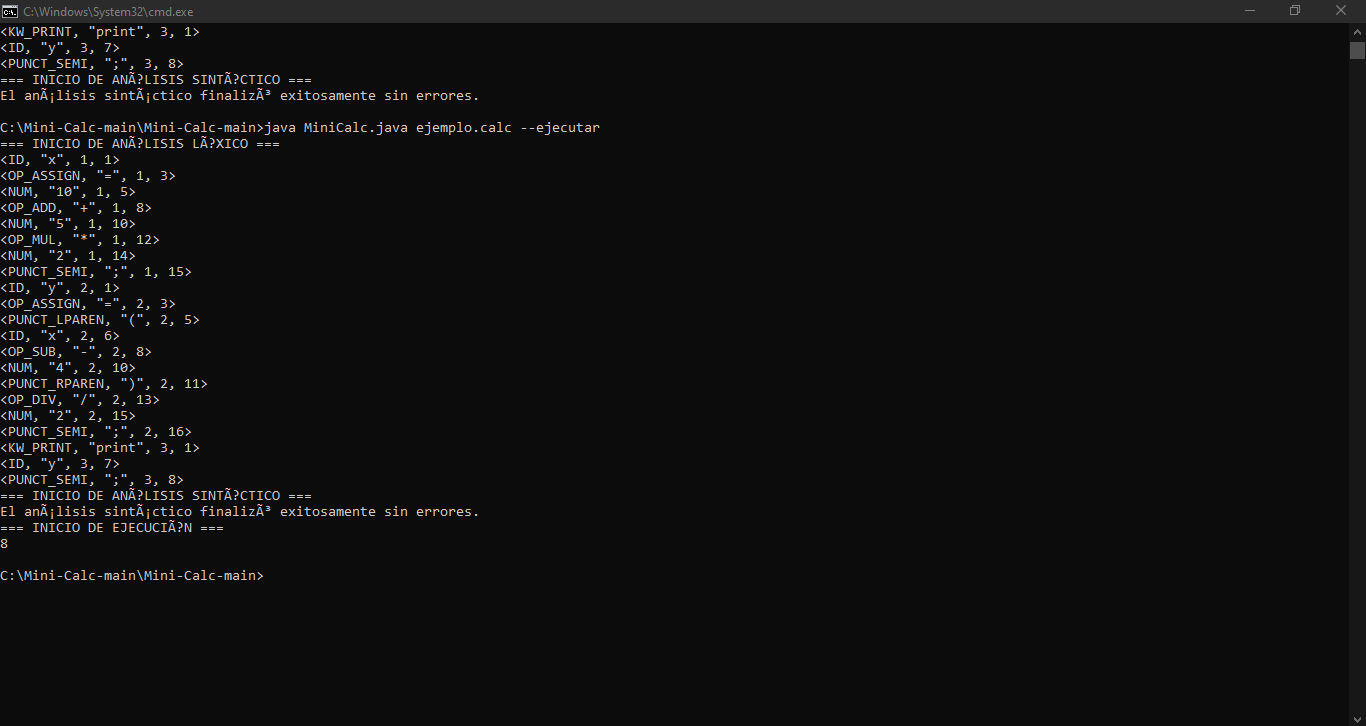 C:\Windows\System32\cmd.exe
<KW_PRINT, "print", 3, 1>
<ID, "y", 3, 7>
<PUNCT_SEMI, ";", 3, 8>
=== INICIO DE ANÃ?LISIS SINTÃ?CTICO ===
El anÃ¡lisis sintÃ¡ctico finalizÃ³ exitosamente sin errores.
C:\Mini-Calc-main\Mini-Calc-main>java MiniCalc.java ejemplo.calc --ejecutar
=== INICIO DE ANÃ?LISIS LÃ?XICO ===
<ID, "x", 1, 1>
<OP_ASSIGN, "=", 1, 3>
<NUM, "10", 1, 5>
<OP_ADD, "+", 1, 8>
<NUM, "5", 1, 10>
<OP_MUL, "*", 1, 12>
<NUM, "2", 1, 14>
<PUNCT_SEMI, ";", 1, 15>
<ID, "y", 2, 1>
<OP_ASSIGN, "=", 2, 3>
<PUNCT_LPAREN, "(", 2, 5>
<ID, "x", 2, 6>
<OP_SUB, "-", 2, 8>
<NUM, "4", 2, 10>
<PUNCT_RPAREN, ")", 2, 11>
<OP_DIV, "/", 2, 13>
<NUM, "2", 2, 15>
<PUNCT_SEMI, ";", 2, 16>
<KW_PRINT, "print", 3, 1>
<ID, "y", 3, 7>
<PUNCT_SEMI, ";", 3, 8>
=== INICIO DE ANÃ?LISIS SINTÃ?CTICO ===
El anÃ¡lisis sintÃ¡ctico finalizÃ³ exitosamente sin errores.
=== INICIO DE EJECUCIÃ?N ===
8
C:\Mini-Calc-main\Mini-Calc-main>